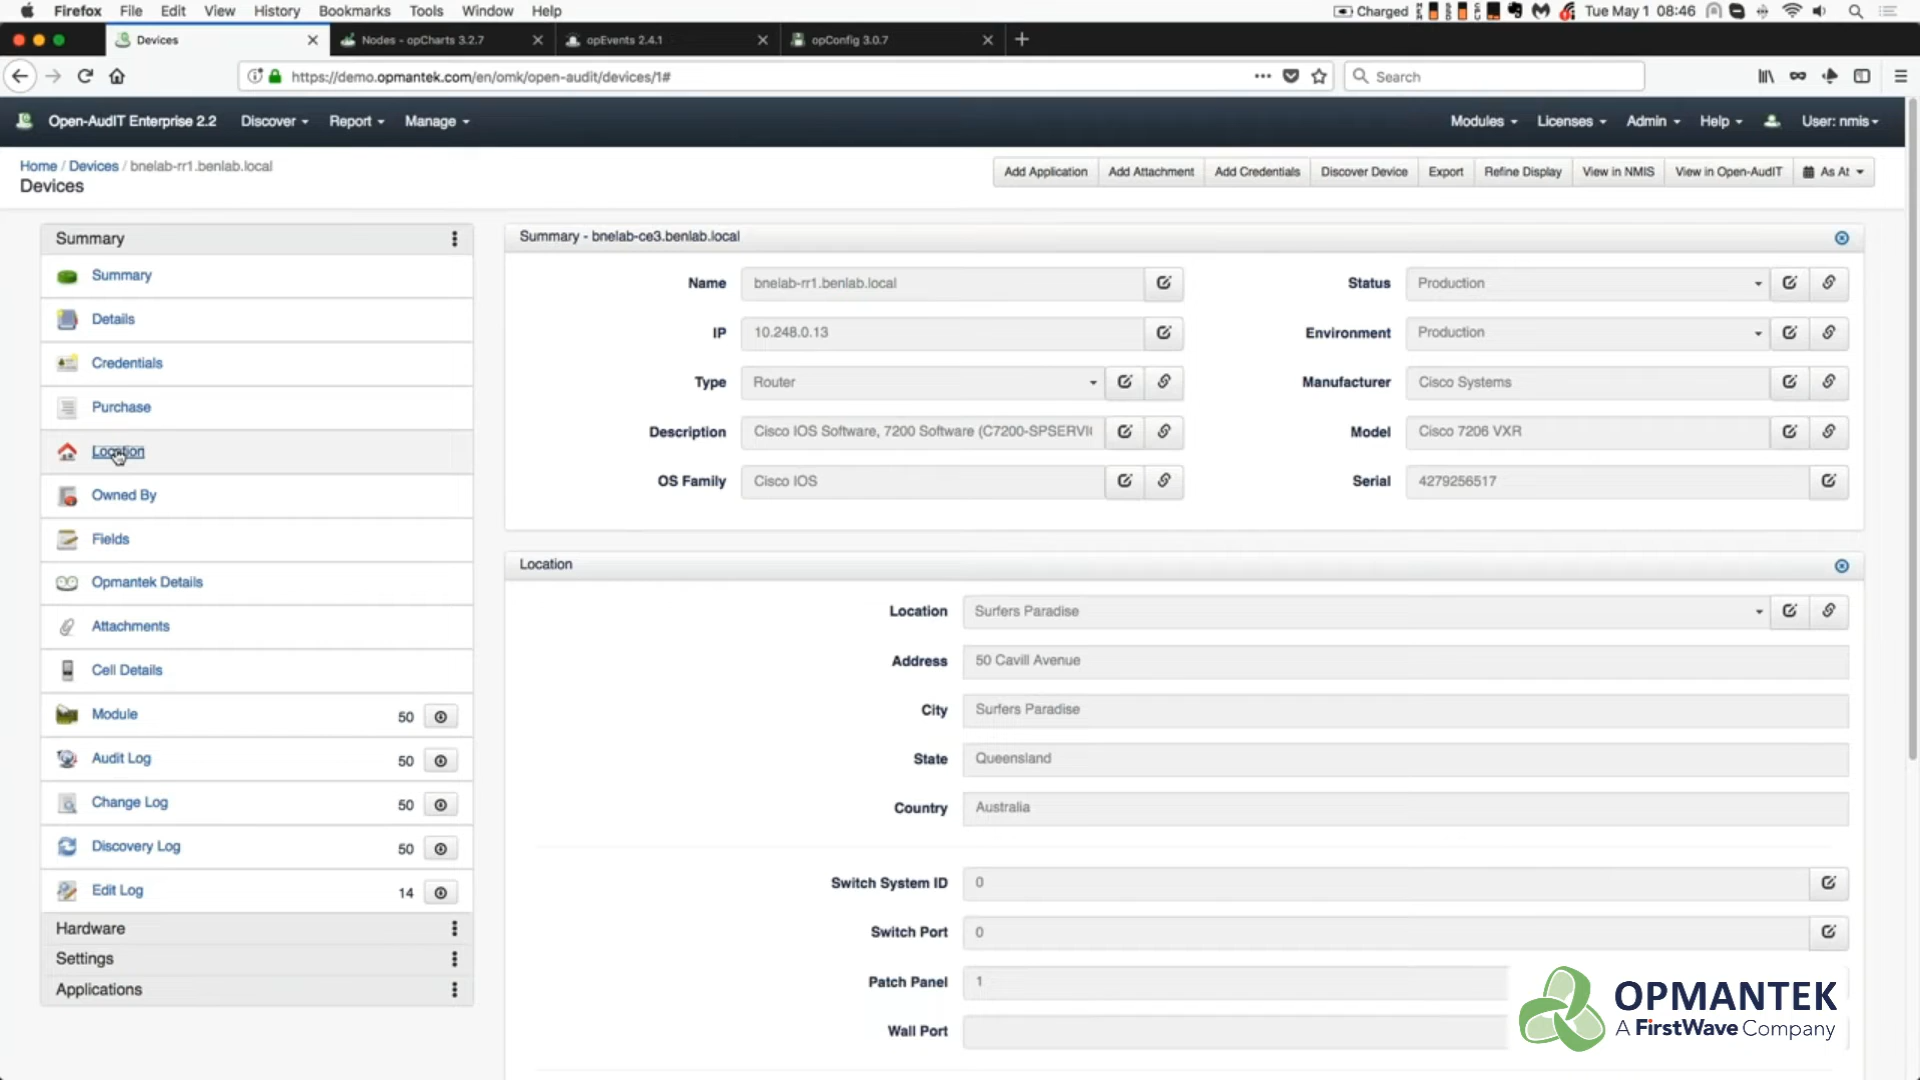 Firefox File Edit View History Bookmarks Tools Window Help Charged Tue May 1 08:46
Devices Nodes - opCharts 3.2.7 opEvents 2.4.1 opConfig 3.0.7
https://demo.opmantek.com/en/omk/open-audit/devices/1# Search
Open-AudIT Enterprise 2.2 Discover Report Manage Modules Licenses Admin Help User: nmis
Home / Devices / bnelab-rr1.benlab.local
Devices
Add Application Add Attachment Add Credentials Discover Device Export Refine Display View in NMIS View in Open-AudIT As At
Summary
Summary
Details
Credentials
Purchase
Location
Owned By
Fields
Opmantek Details
Attachments
Cell Details
Module 50
Audit Log 50
Change Log 50
Discovery Log 50
Edit Log 14
Hardware
Settings
Applications
Summary - bnelab-ce3.benlab.local
Name bnelab-rr1.benlab.local Status Production
IP 10.248.0.13 Environment Production
Type Router Manufacturer Cisco Systems
Description Cisco IOS Software, 7200 Software (C7200-SPSERVI Model Cisco 7206 VXR
OS Family Cisco IOS Serial 4279256517
Location
Location Surfers Paradise
Address 50 Cavill Avenue
City Surfers Paradise
State Queensland
Country Australia
Switch System ID 0
Switch Port 0
Patch Panel 1
Wall Port
OPMANTEK
A FirstWave Company